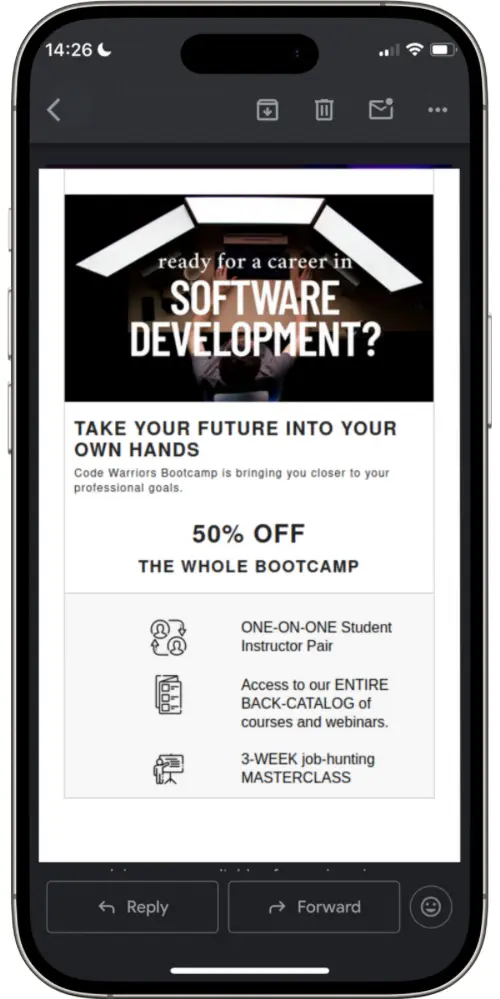 14:26
ready for a career in
SOFTWARE
DEVELOPMENT?
TAKE YOUR FUTURE INTO YOUR
OWN HANDS
Code Warriors Bootcamp is bringing you closer to your
professional goals.
50% OFF
THE WHOLE BOOTCAMP
ONE-ON-ONE Student
Instructor Pair
Access to our ENTIRE
BACK-CATALOG of
courses and webinars.
3-WEEK job-hunting
MASTERCLASS
Reply
Forward